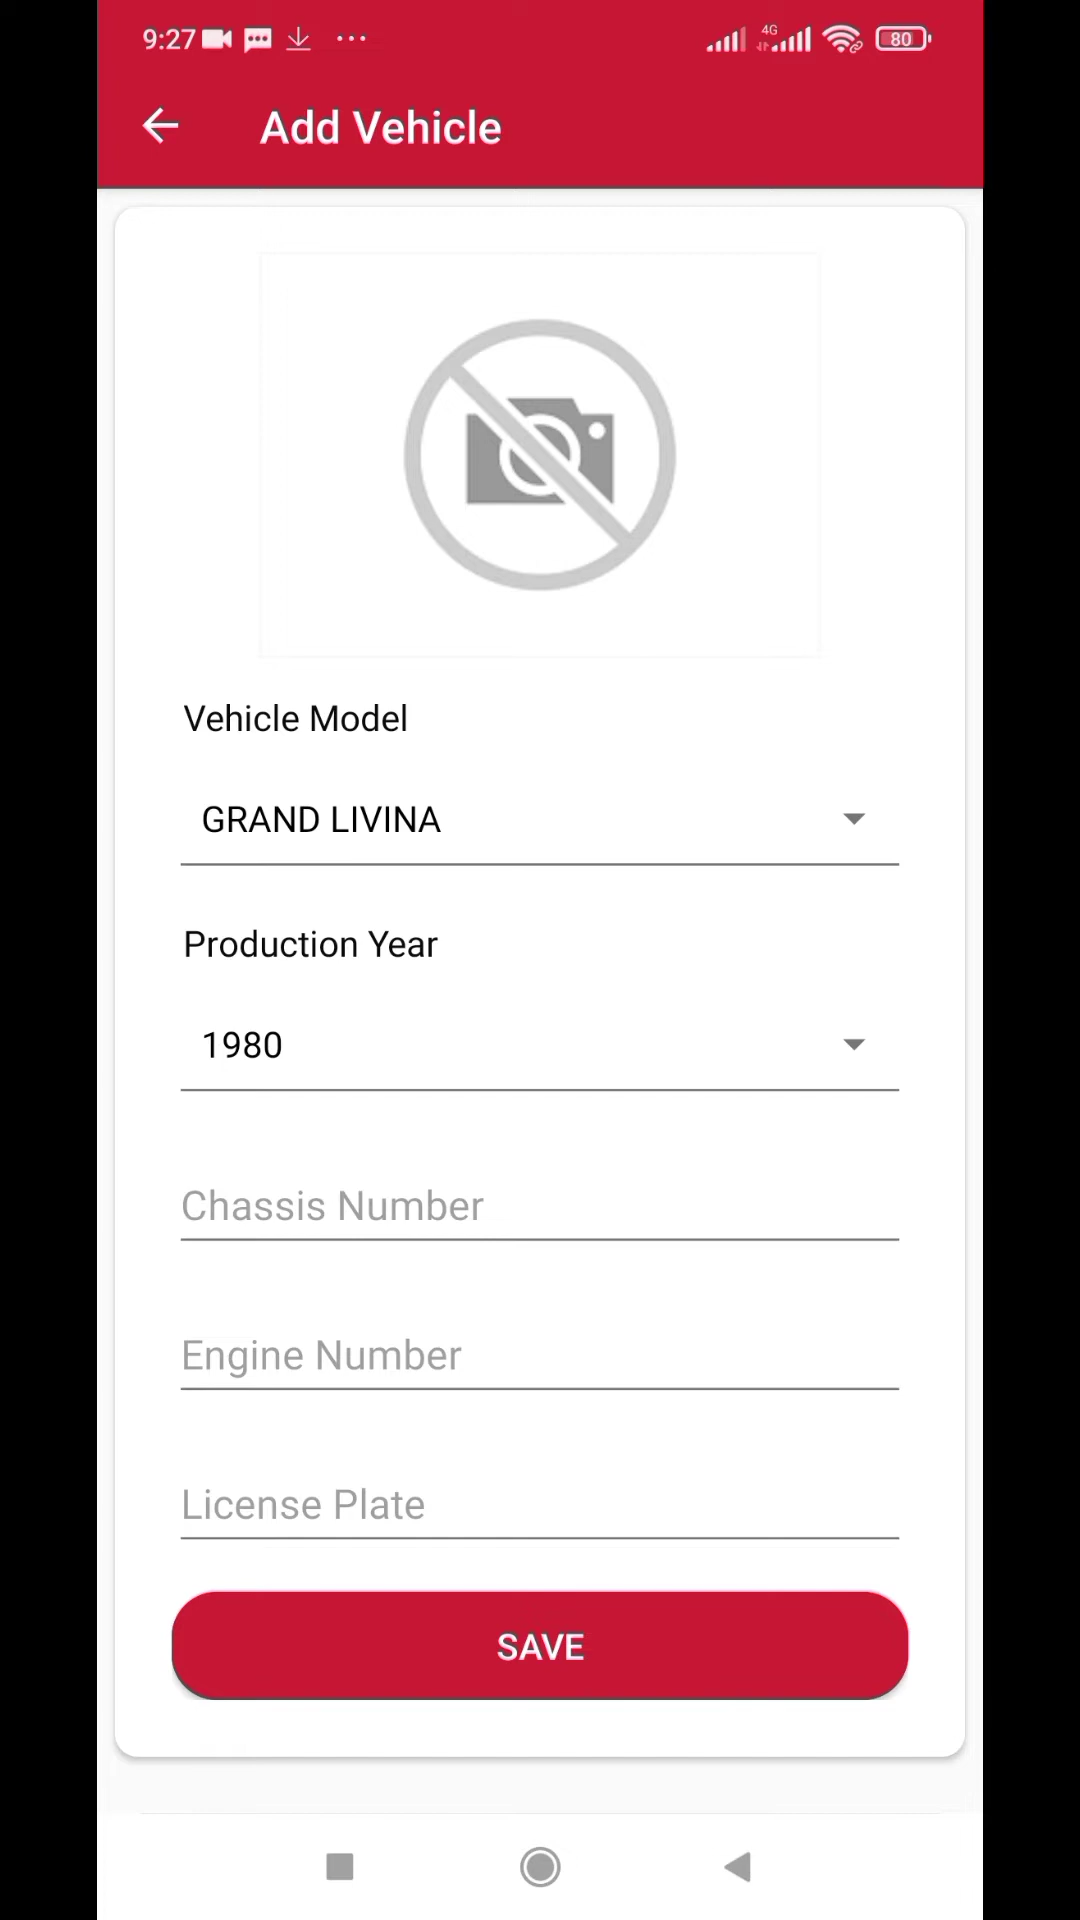 9:27 4G 80
Add Vehicle
Vehicle Model
GRAND LIVINA
Production Year
1980
Chassis Number
Engine Number
License Plate
SAVE